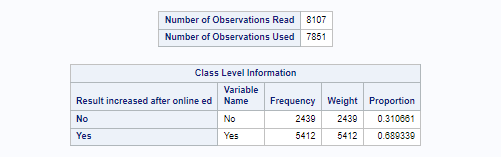 Number of Observations Read 8107
Number of Observations Used 7851
Class Level Information
Result increased after online ed Variable Name Frequency Weight Proportion
No No 2439 2439 0.310661
Yes Yes 5412 5412 0.689339